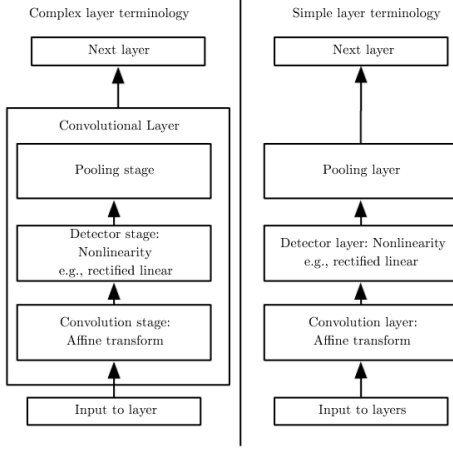 Complex layer terminology
Next layer
Convolutional Layer
Pooling stage
Detector stage:
Nonlinearity
e.g., rectified linear
Convolution stage:
Affine transform
Input to layer
Simple layer terminology
Next layer
Pooling layer
Detector layer: Nonlinearity
e.g., rectified linear
Convolution layer:
Affine transform
Input to layers